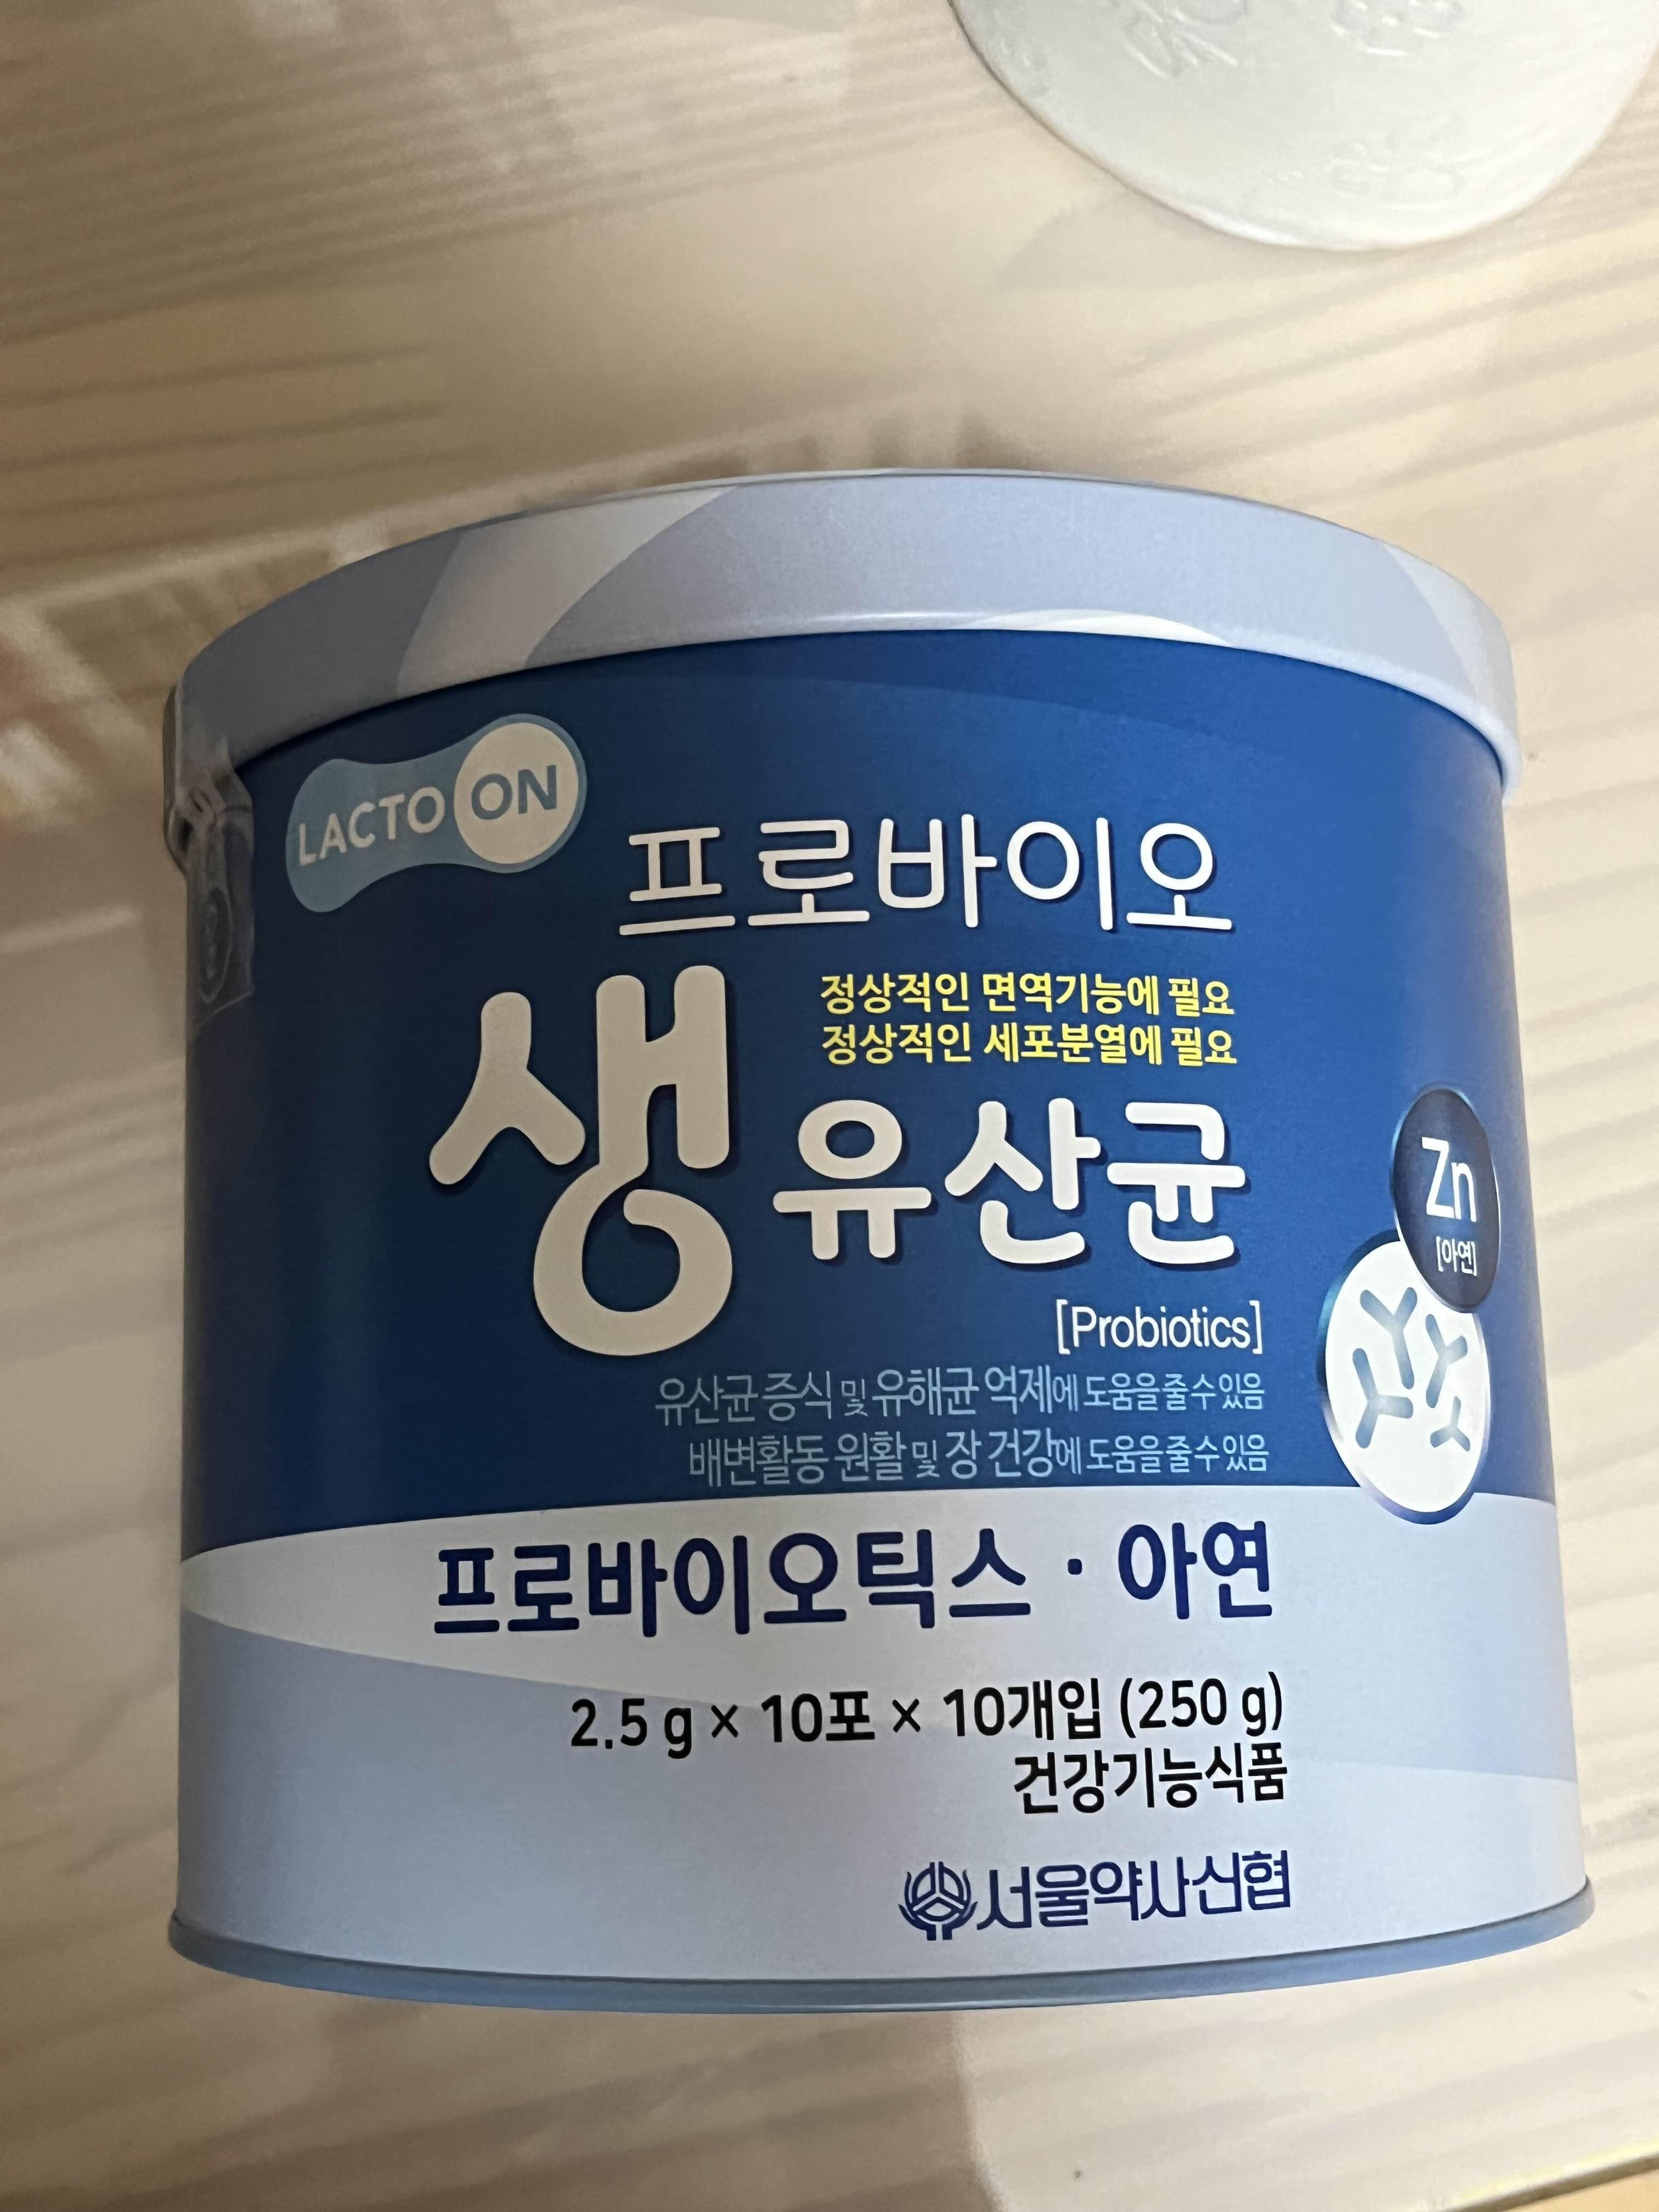 LACTO ON
프로바이오
정상적인 면역기능에 필요
정상적인 세포분열에 필요
생유산균
[Probiotics]
Zn
[아연]
유산균 증식 및 유해균 억제에 도움을 줄 수 있음
배변활동 원활 및 장 건강에 도움을 줄 수 있음
프로바이오틱스 · 아연
2.5 g × 10포 × 10개입 (250 g)
건강기능식품
서울약사신협